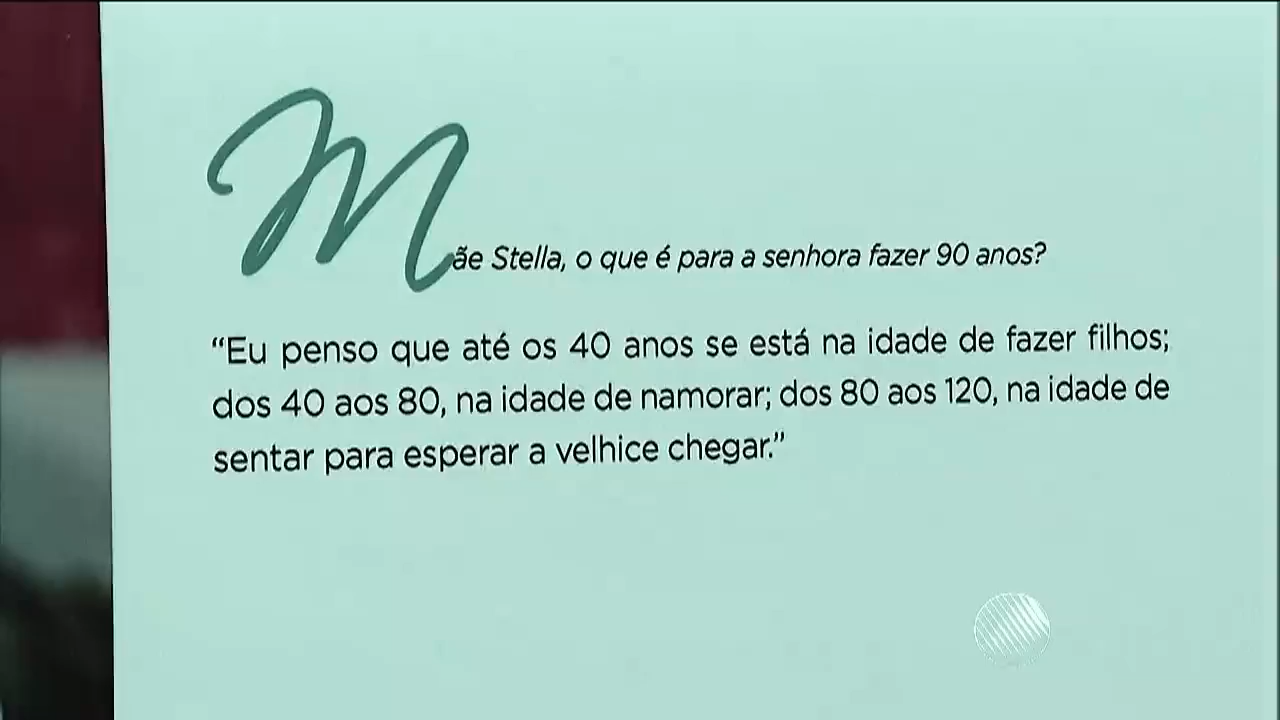 Mãe Stella, o que é para a senhora fazer 90 anos?
“Eu penso que até os 40 anos se está na idade de fazer filhos;
dos 40 aos 80, na idade de namorar; dos 80 aos 120, na idade de
sentar para esperar a velhice chegar.”